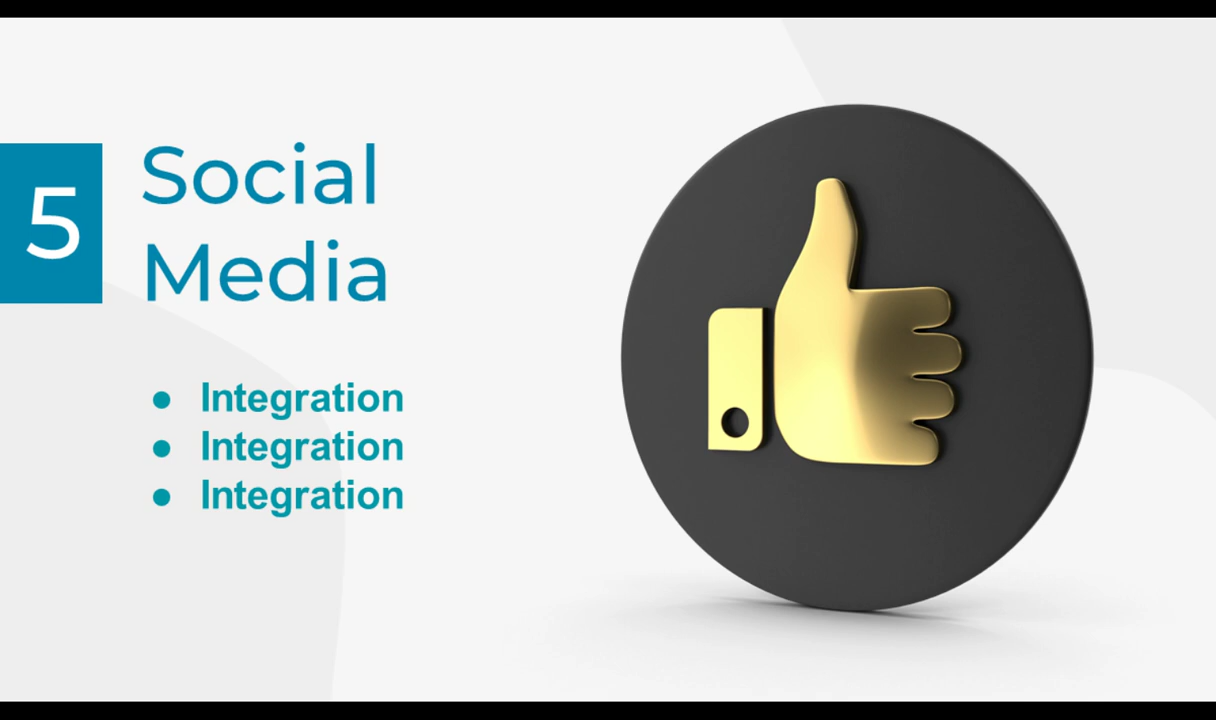 5
Social
Media
● Integration
● Integration
● Integration